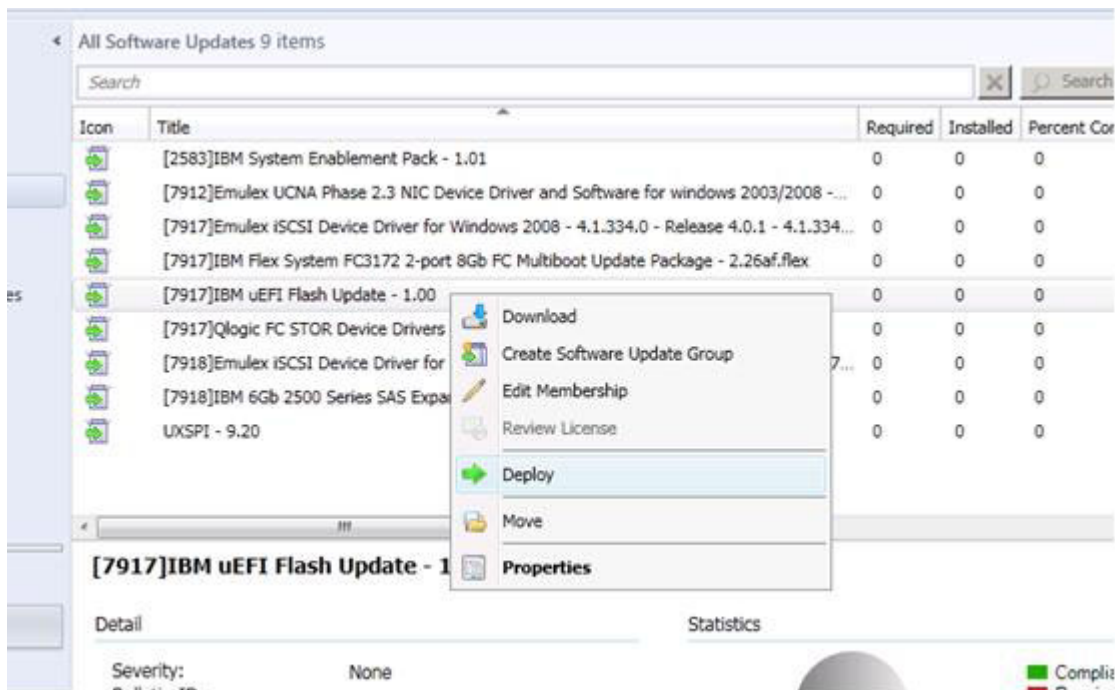 All Software Updates 9 items
Search
Search
Icon Title Required Installed Percent Cor
[2583]IBM System Enablement Pack - 1.01 0 0 0
[7912]Emulex UCNA Phase 2.3 NIC Device Driver and Software for windows 2003/2008 -... 0 0 0
[7917]Emulex iSCSI Device Driver for Windows 2008 - 4.1.334.0 - Release 4.0.1 - 4.1.334... 0 0 0
[7917]IBM Flex System FC3172 2-port 8Gb FC Multiboot Update Package - 2.26af.flex 0 0 0
es
[7917]IBM uEFI Flash Update - 1.00 0 0 0
[7917]Qlogic FC STOR Device Drivers 0 0 0
[7918]Emulex iSCSI Device Driver for 7... 0 0 0
[7918]IBM 6Gb 2500 Series SAS Expa 0 0 0
UXSPI - 9.20 0 0 0
Download
Create Software Update Group
Edit Membership
Review License
Deploy
Move
Properties
[7917]IBM uEFI Flash Update - 1
Detail Statistics
Severity: None
Complia